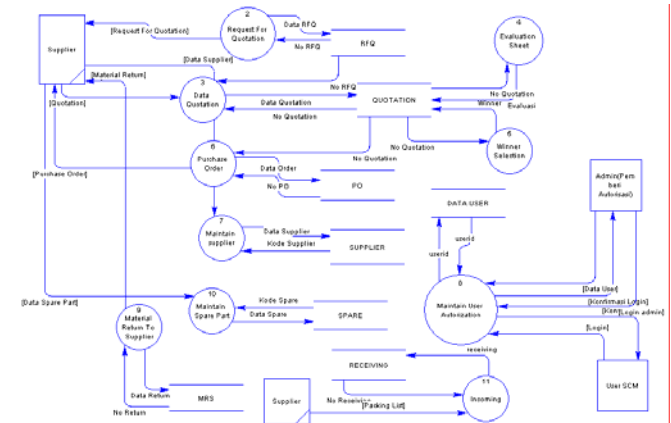 Supplier
[Request For Quotation]
2
Request For
Quotation
Data RFQ
No RFQ
RFQ
4
Evaluation
Sheet
[Data Supplier]
[Material Return]
[Quotation]
3
Data
Quotation
No RFQ
Data Quotation
No Quotation
QUOTATION
No Quotation
Winner
Evaluasi
5
Winner
Selection
No Quotation
No Quotation
[Purchase Order]
6
Purchase
Order
Data Order
No PO
PO
Admin(Pem
beri
Autorisasi)
DATA USER
userid
userid
7
Maintain
supplier
Data Supplier
Kode Supplier
SUPPLIER
[Data Spare Part]
10
Maintain
Spare Part
Kode Spare
Data Spare
SPARE
Maintain User
Autorization
[Data User]
[Konfirmasi Login]
[Login admin]
[Login]
9
Material
Return To
Supplier
receiving
RECEIVING
User SCM
Data Return
No Return
MRS
Supplier
No Receiving
[Packing List]
11
Incoming